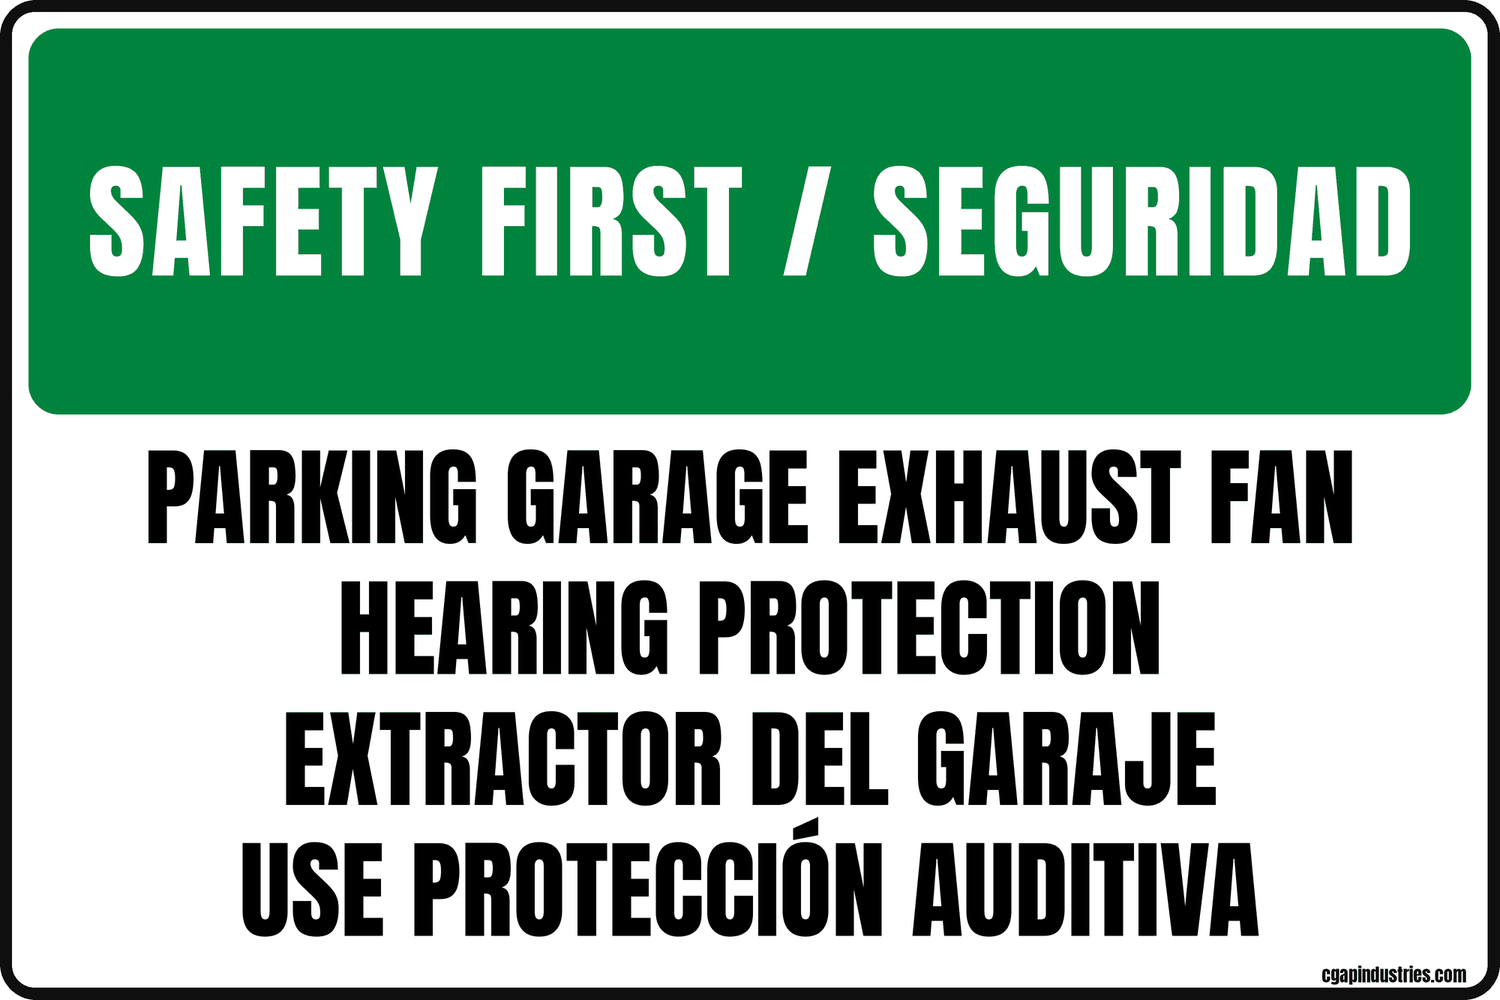 SAFETY FIRST / SEGURIDAD
PARKING GARAGE EXHAUST FAN
HEARING PROTECTION
EXTRACTOR DEL GARAJE
USE PROTECCIÓN AUDITIVA
cgapindustries.com